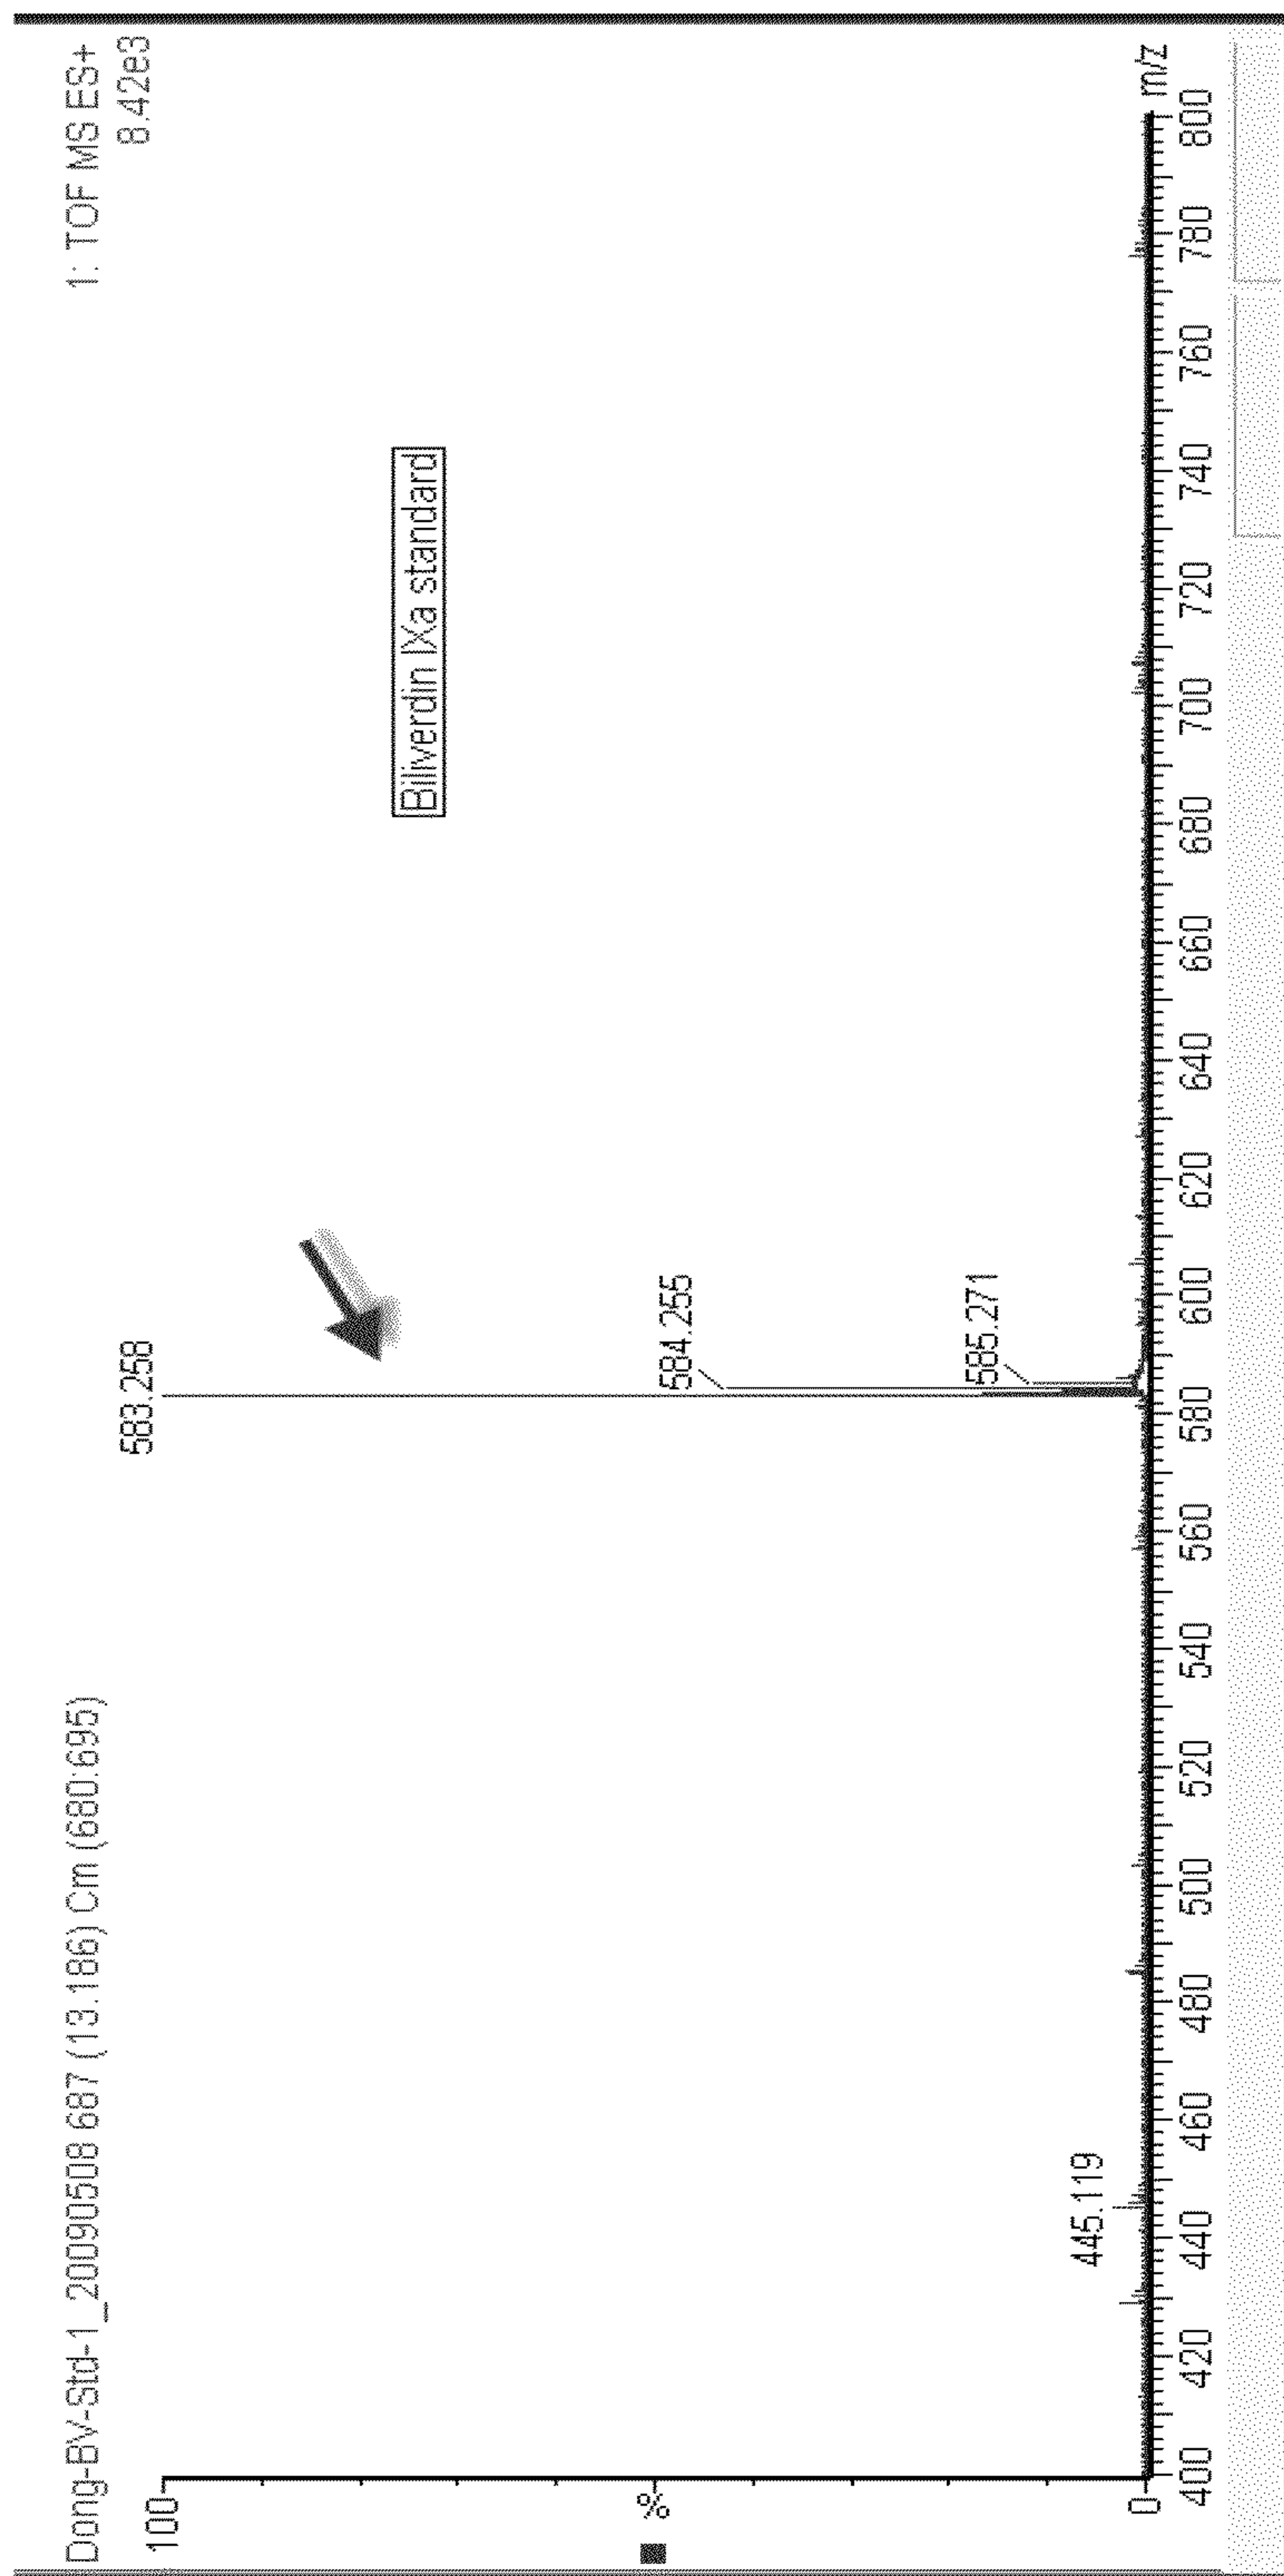 Dong-BV-Std-1_20090508 687 (13.186) Cm (680:695)
1: TOF MS ES+
8.42e3
100
583.258
Biliverdin IXa standard
%
584.255
585.271
445.119
0
400 420 440 460 480 500 520 540 560 580 600 620 640 660 680 700 720 740 760 780 800
m/z